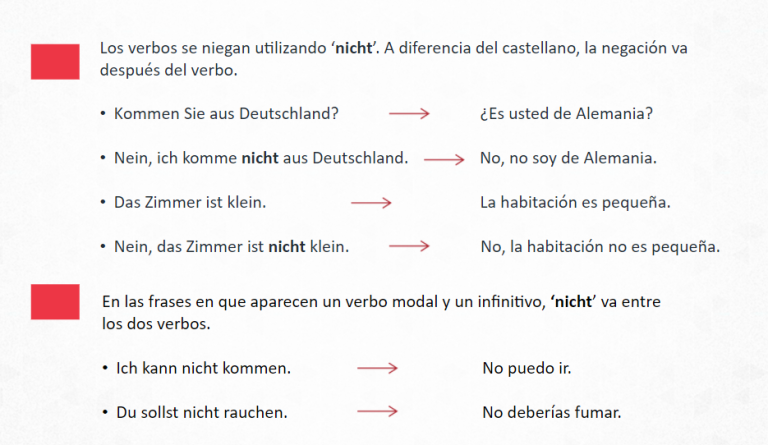 Los verbos se niegan utilizando ‘nicht’. A diferencia del castellano, la negación va
después del verbo.
• Kommen Sie aus Deutschland? → ¿Es usted de Alemania?
• Nein, ich komme nicht aus Deutschland. → No, no soy de Alemania.
• Das Zimmer ist klein. → La habitación es pequeña.
• Nein, das Zimmer ist nicht klein. → No, la habitación no es pequeña.
En las frases en que aparecen un verbo modal y un infinitivo, ‘nicht’ va entre
los dos verbos.
• Ich kann nicht kommen. → No puedo ir.
• Du sollst nicht rauchen. → No deberías fumar.